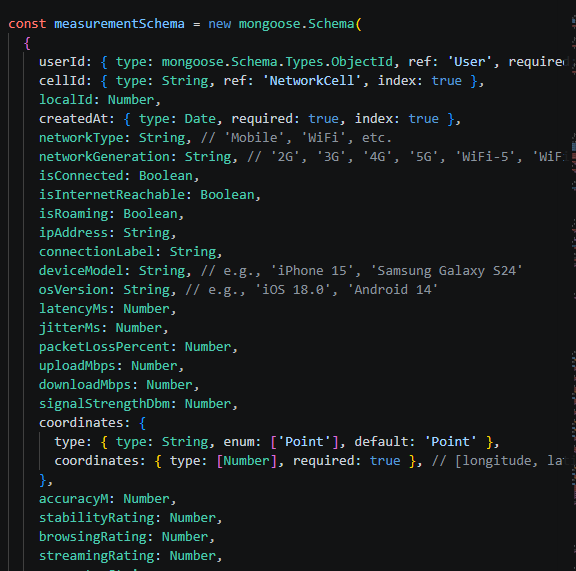 const measurementSchema = new mongoose.Schema(
{
userId: { type: mongoose.Schema.Types.ObjectId, ref: 'User', required
cellId: { type: String, ref: 'NetworkCell', index: true },
localId: Number,
createdAt: { type: Date, required: true, index: true },
networkType: String, // 'Mobile', 'WiFi', etc.
networkGeneration: String, // '2G', '3G', '4G', '5G', 'WiFi-5', 'WiF
isConnected: Boolean,
isInternetReachable: Boolean,
isRoaming: Boolean,
ipAddress: String,
connectionLabel: String,
deviceModel: String, // e.g., 'iPhone 15', 'Samsung Galaxy S24'
osVersion: String, // e.g., 'iOS 18.0', 'Android 14'
latencyMs: Number,
jitterMs: Number,
packetLossPercent: Number,
uploadMbps: Number,
downloadMbps: Number,
signalStrengthDbm: Number,
coordinates: {
type: { type: String, enum: ['Point'], default: 'Point' },
coordinates: { type: [Number], required: true }, // [longitude, la
},
accuracyM: Number,
stabilityRating: Number,
browsingRating: Number,
streamingRating: Number,